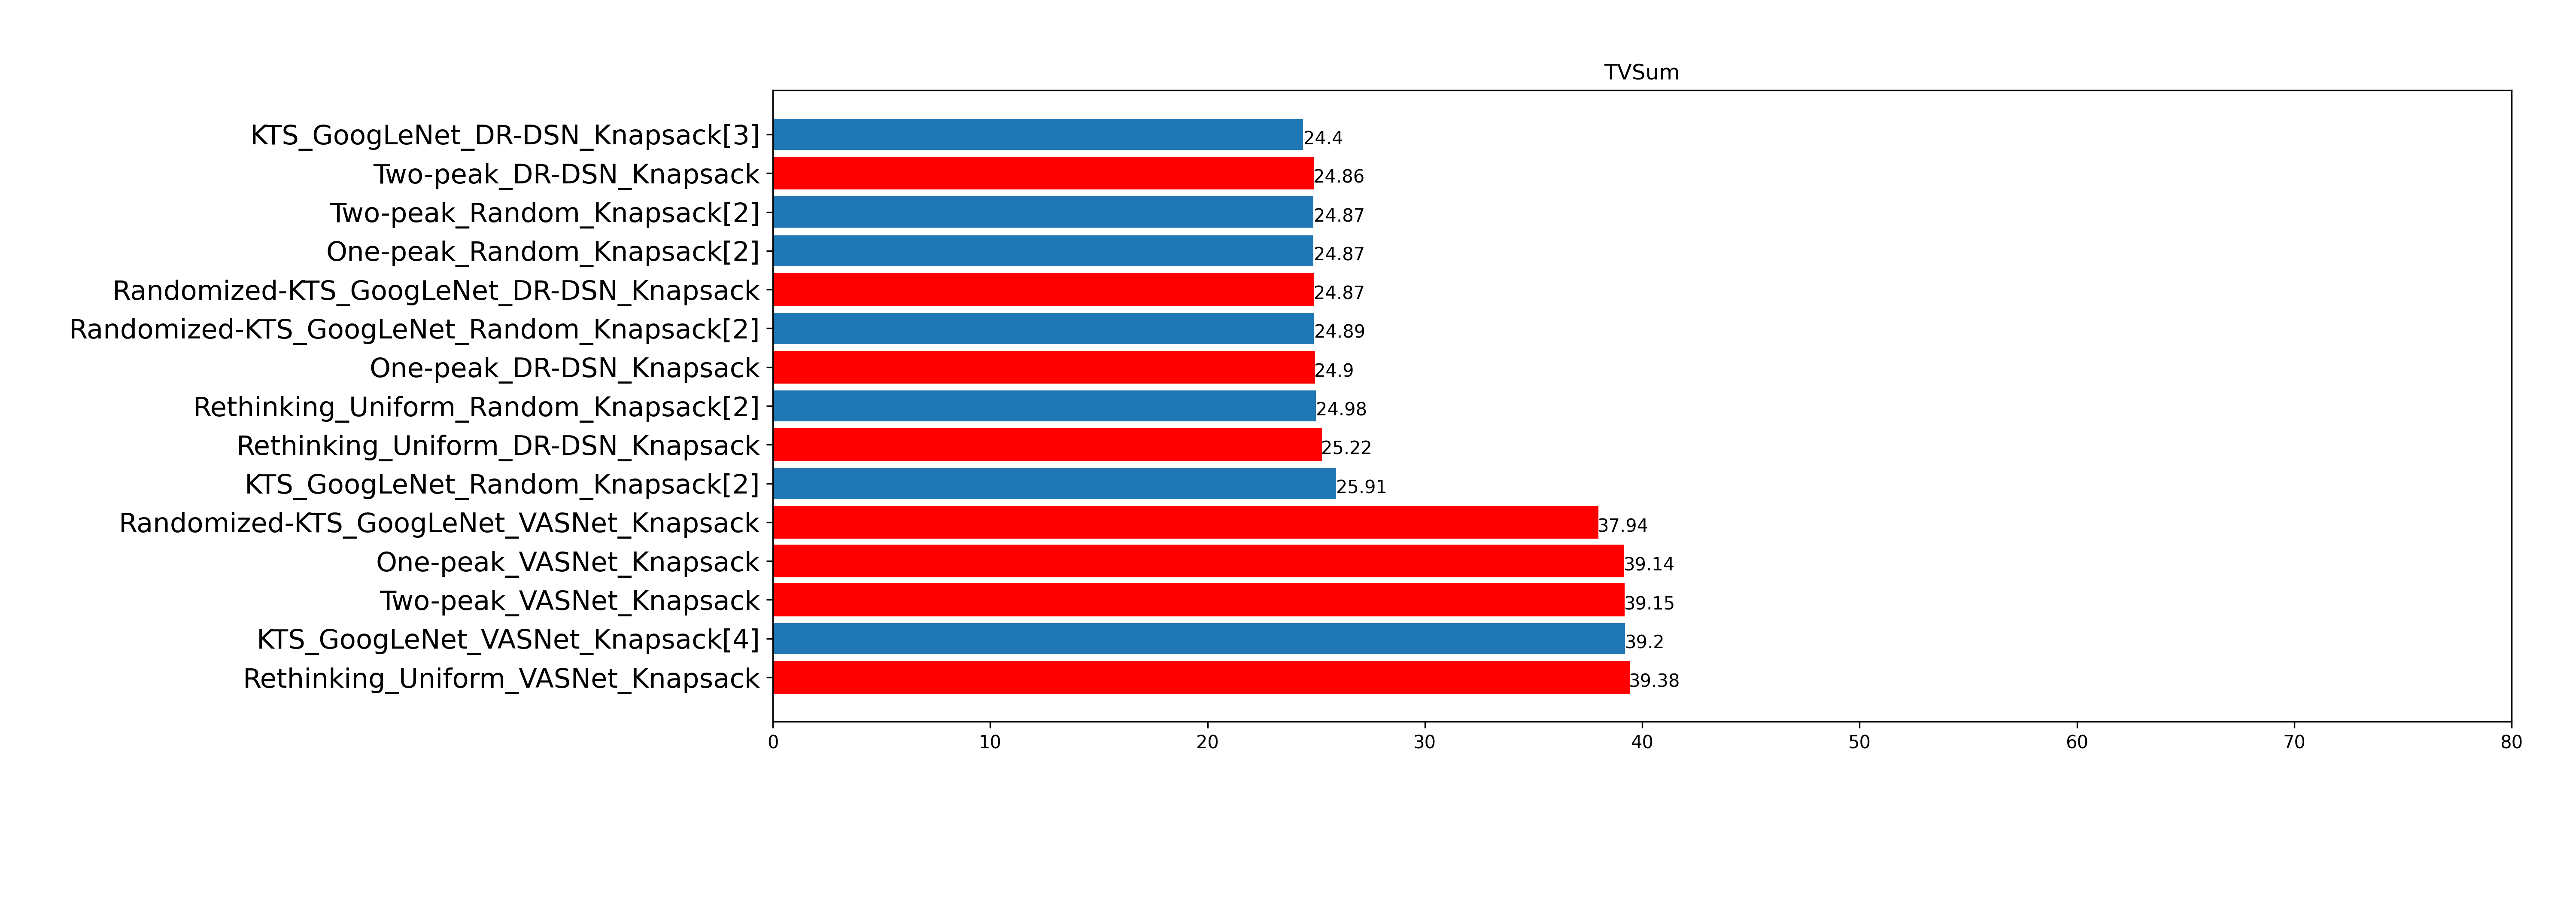 TVSum
KTS_GoogLeNet_DR-DSN_Knapsack[3] 24.4
Two-peak_DR-DSN_Knapsack 24.86
Two-peak_Random_Knapsack[2] 24.87
One-peak_Random_Knapsack[2] 24.87
Randomized-KTS_GoogLeNet_DR-DSN_Knapsack 24.87
Randomized-KTS_GoogLeNet_Random_Knapsack[2] 24.89
One-peak_DR-DSN_Knapsack 24.9
Rethinking_Uniform_Random_Knapsack[2] 24.98
Rethinking_Uniform_DR-DSN_Knapsack 25.22
KTS_GoogLeNet_Random_Knapsack[2] 25.91
Randomized-KTS_GoogLeNet_VASNet_Knapsack 37.94
One-peak_VASNet_Knapsack 39.14
Two-peak_VASNet_Knapsack 39.15
KTS_GoogLeNet_VASNet_Knapsack[4] 39.2
Rethinking_Uniform_VASNet_Knapsack 39.38
0 10 20 30 40 50 60 70 80